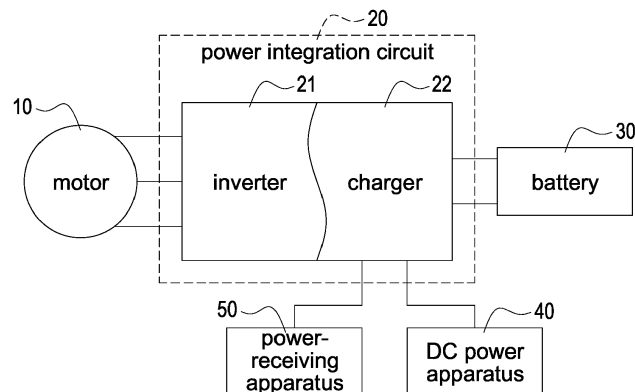 20
power integration circuit
10
21
22
30
motor
inverter
charger
battery
50
40
power-
receiving
apparatus
DC power
apparatus